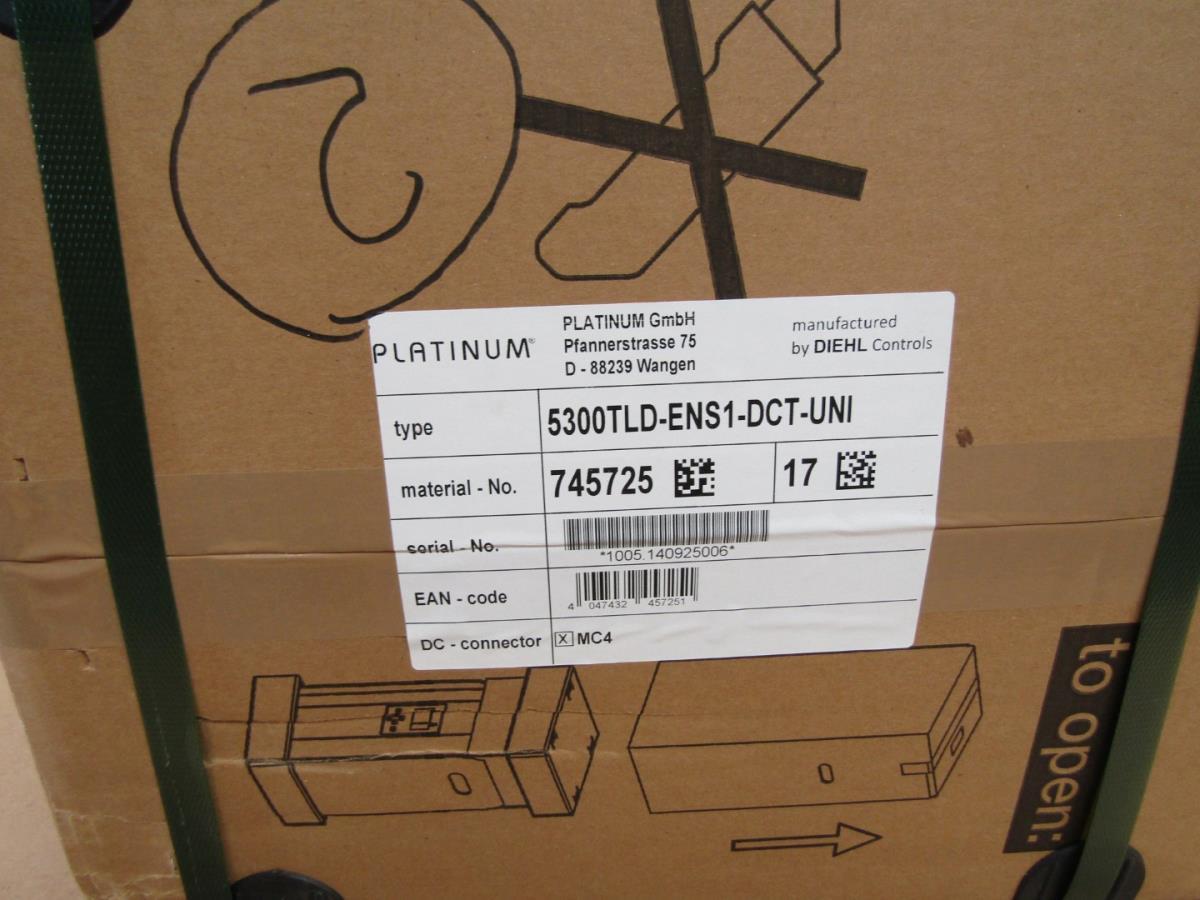 2
PLATINUM®
PLATINUM GmbH
Pfannerstrasse 75
D - 88239 Wangen
manufactured
by DIEHL Controls
type
5300TLD-ENS1-DCT-UNI
material - No.
745725
17
serial - No.
*1005.140925006*
EAN - code
4 047432 457251
DC - connector
X MC4
to open: